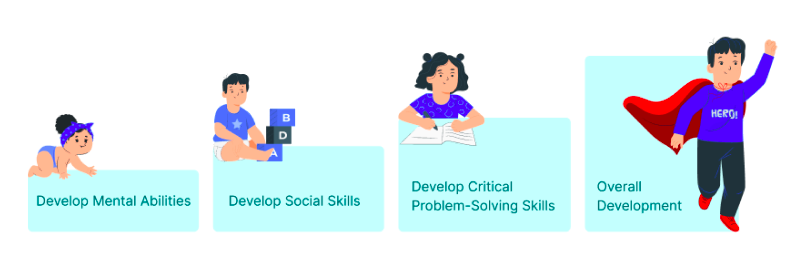 B
D
A
HERO!
Develop Mental Abilities
Develop Social Skills
Develop Critical
Problem-Solving Skills
Overall
Development